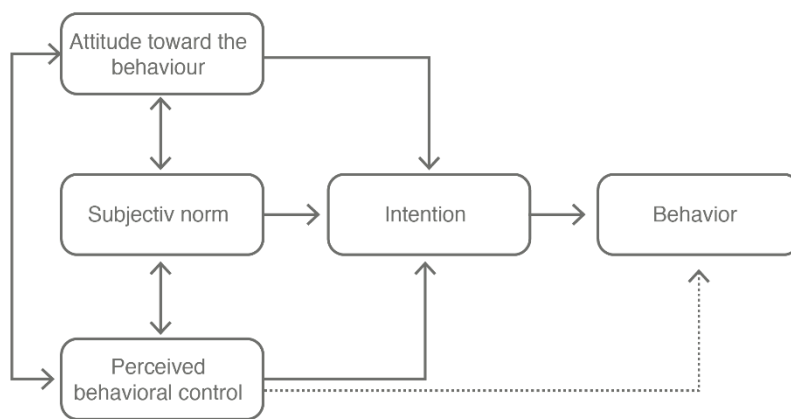 Attitude toward the
behaviour
Subjectiv norm
Intention
Behavior
Perceived
behavioral control